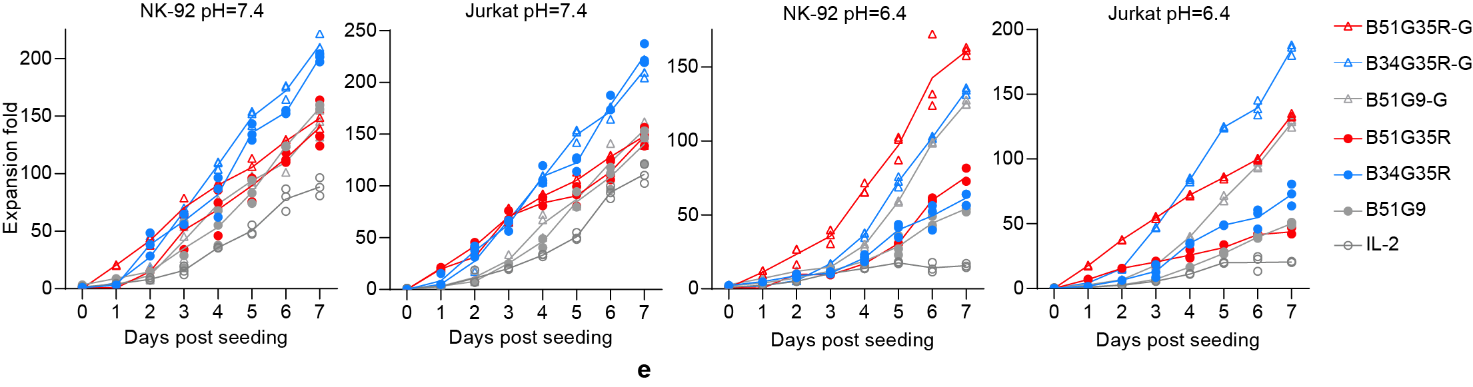 NK-92 pH=7.4
Jurkat pH=7.4
NK-92 pH=6.4
Jurkat pH=6.4
Expansion fold
200
150
100
50
0
0 1 2 3 4 5 6 7
Days post seeding
250
200
150
100
50
0
0 1 2 3 4 5 6 7
Days post seeding
150
100
50
0
0 1 2 3 4 5 6 7
Days post seeding
200
150
100
50
0
0 1 2 3 4 5 6 7
Days post seeding
B51G35R-G
B34G35R-G
B51G9-G
B51G35R
B34G35R
B51G9
IL-2
e